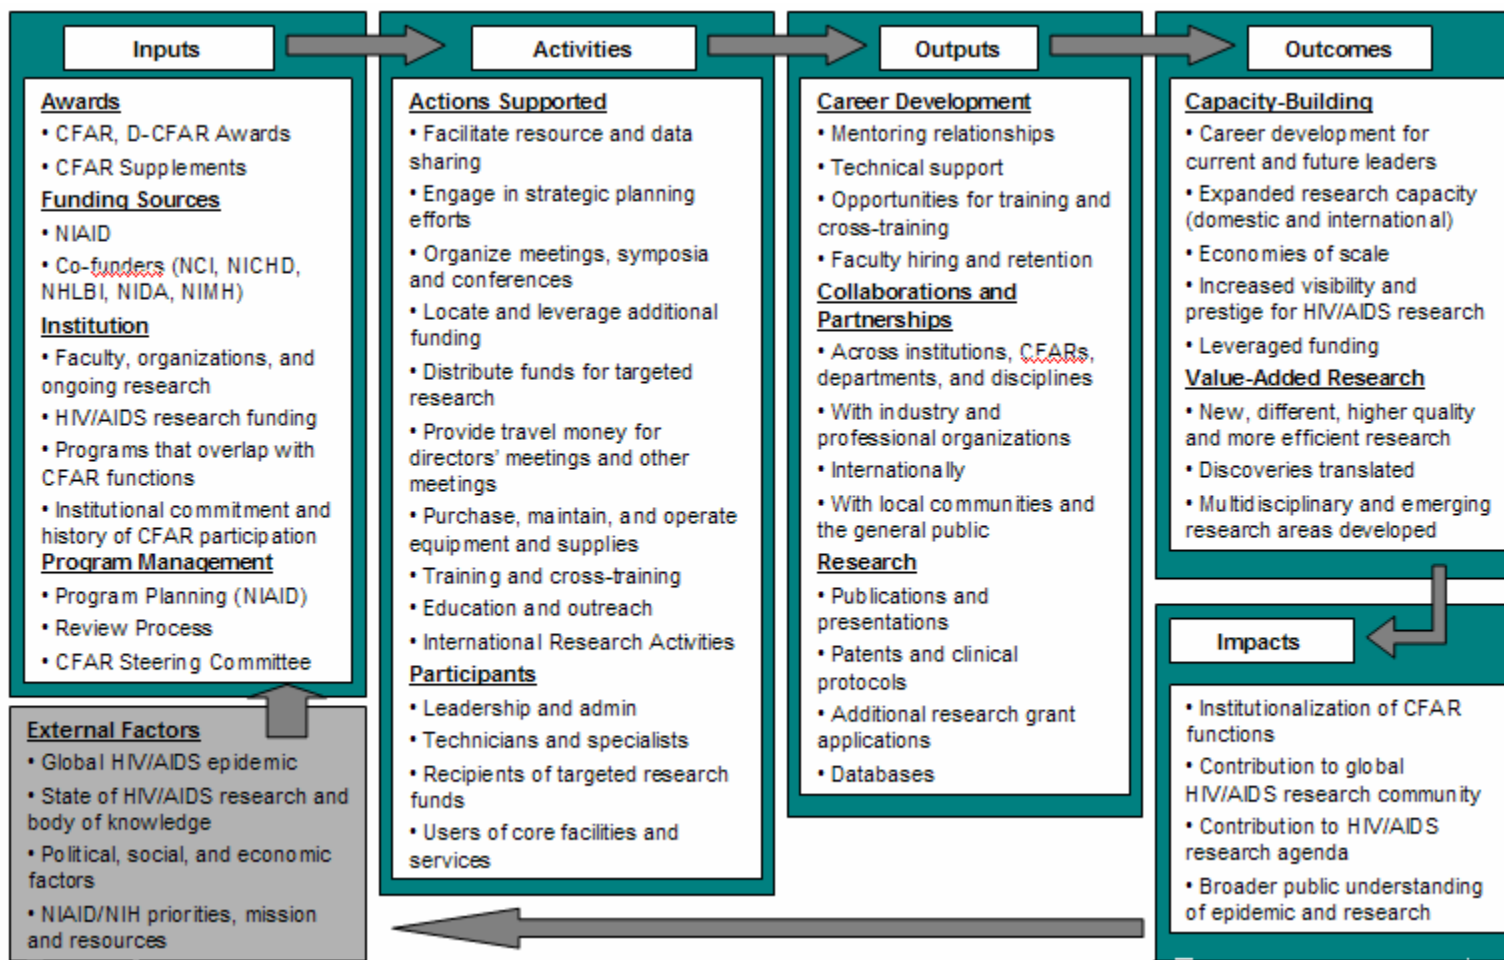 Inputs
Awards
• CFAR, D-CFAR Awards
• CFAR Supplements
Funding Sources
• NIAID
• Co-funders (NCI, NICHD,
NHLBI, NIDA, NIMH)
Institution
• Faculty, organizations, and
ongoing research
• HIV/AIDS research funding
• Programs that overlap with
CFAR functions
• Institutional commitment and
history of CFAR participation
Program Management
• Program Planning (NIAID)
• Review Process
• CFAR Steering Committee
External Factors
• Global HIV/AIDS epidemic
• State of HIV/AIDS research and
body of knowledge
• Political, social, and economic
factors
• NIAID/NIH priorities, mission
and resources
Activities
Actions Supported
• Facilitate resource and data
sharing
• Engage in strategic planning
efforts
• Organize meetings, symposia
and conferences
• Locate and leverage additional
funding
• Distribute funds for targeted
research
• Provide travel money for
directors' meetings and other
meetings
• Purchase, maintain, and operate
equipment and supplies
• Training and cross-training
• Education and outreach
• International Research Activities
Participants
• Leadership and admin
• Technicians and specialists
• Recipients of targeted research
funds
• Users of core facilities and
services
Outputs
Career Development
• Mentoring relationships
• Technical support
• Opportunities for training and
cross-training
• Faculty hiring and retention
Collaborations and
Partnerships
• Across institutions, CFARs,
departments, and disciplines
• With industry and
professional organizations
• Internationally
• With local communities and
the general public
Research
• Publications and
presentations
• Patents and clinical
protocols
• Additional research grant
applications
• Databases
Outcomes
Capacity-Building
• Career development for
current and future leaders
• Expanded research capacity
(domestic and international)
• Economies of scale
• Increased visibility and
prestige for HIV/AIDS research
• Leveraged funding
Value-Added Research
• New, different, higher quality
and more efficient research
• Discoveries translated
• Multidisciplinary and emerging
research areas developed
Impacts
• Institutionalization of CFAR
functions
• Contribution to global
HIV/AIDS research community
• Contribution to HIV/AIDS
research agenda
• Broader public understanding
of epidemic and research